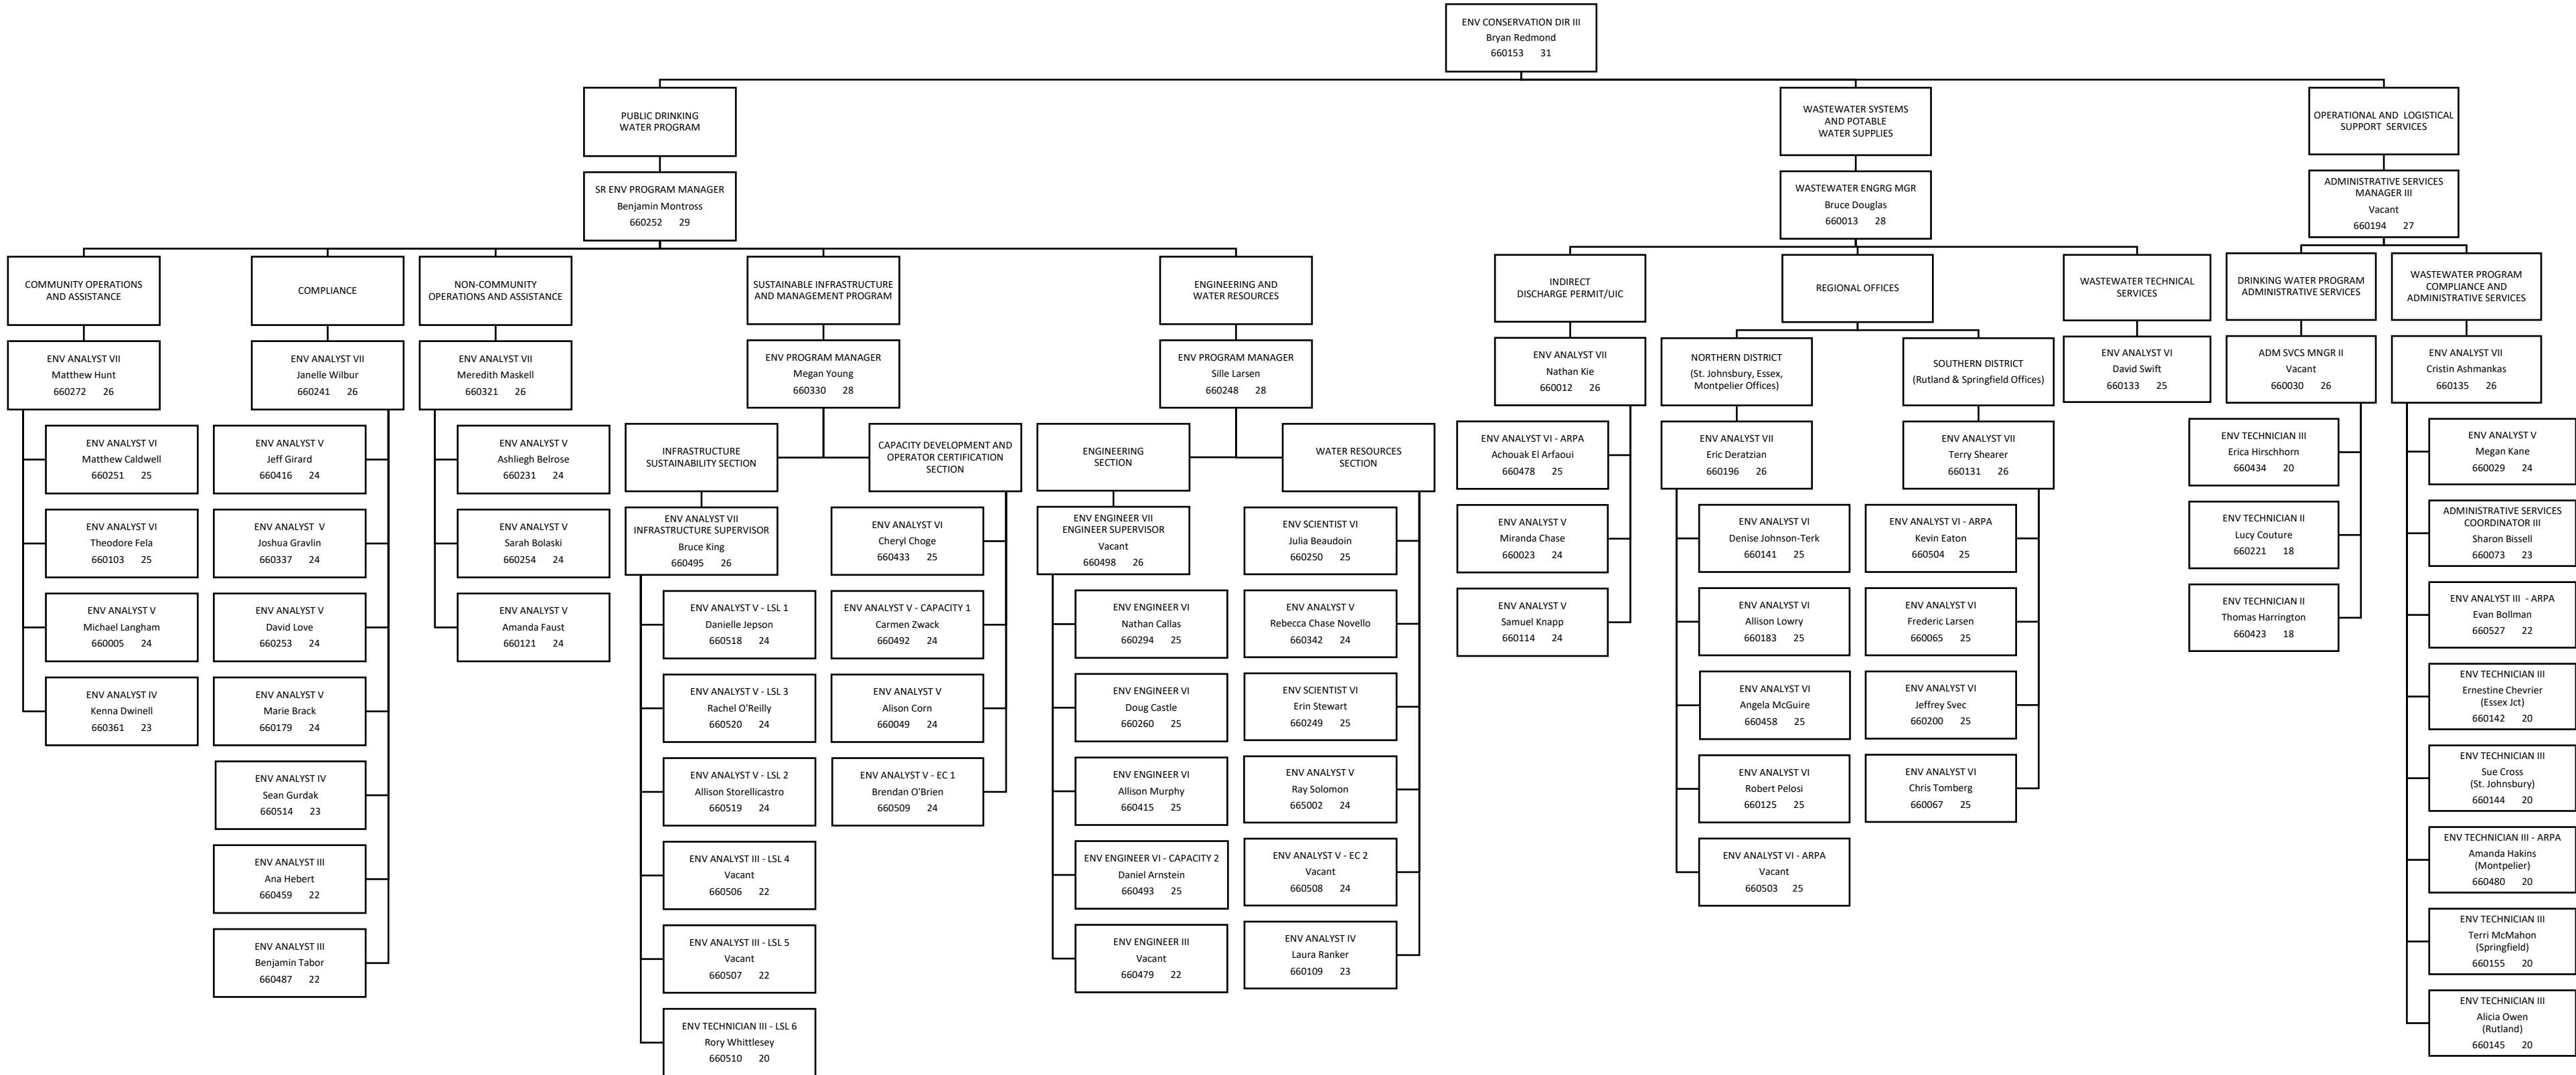 ENV CONSERVATION DIR III
Bryan Redmond
660153 31
PUBLIC DRINKING
WATER PROGRAM
SR ENV PROGRAM MANAGER
Benjamin Montross
660252 29
COMMUNITY OPERATIONS
AND ASSISTANCE
ENV ANALYST VII
Matthew Hunt
660272 26
ENV ANALYST VI
Matthew Caldwell
660251 25
ENV ANALYST VI
Theodore Fela
660103 25
ENV ANALYST V
Michael Langham
660005 24
ENV ANALYST IV
Kenna Dwinell
660361 23
COMPLIANCE
ENV ANALYST VII
Janelle Wilbur
660241 26
ENV ANALYST V
Jeff Girard
660416 24
ENV ANALYST V
Joshua Gravlin
660337 24
ENV ANALYST V
David Love
660253 24
ENV ANALYST V
Marie Brack
660179 24
ENV ANALYST IV
Sean Gurdak
660514 23
ENV ANALYST III
Ana Hebert
660459 22
ENV ANALYST III
Benjamin Tabor
660487 22
NON-COMMUNITY
OPERATIONS AND ASSISTANCE
ENV ANALYST VII
Meredith Maskell
660321 26
ENV ANALYST V
Ashliegh Belrose
660231 24
ENV ANALYST V
Sarah Bolaski
660254 24
ENV ANALYST V
Amanda Faust
660121 24
SUSTAINABLE INFRASTRUCTURE
AND MANAGEMENT PROGRAM
ENV PROGRAM MANAGER
Megan Young
660330 28
INFRASTRUCTURE
SUSTAINABILITY SECTION
ENV ANALYST VII
INFRASTRUCTURE SUPERVISOR
Bruce King
660495 26
ENV ANALYST V - LSL 1
Danielle Jepson
660518 24
ENV ANALYST V - LSL 3
Rachel O'Reilly
660520 24
ENV ANALYST V - LSL 2
Allison Storellicastro
660519 24
ENV ANALYST III - LSL 4
Vacant
660506 22
ENV ANALYST III - LSL 5
Vacant
660507 22
ENV TECHNICIAN III - LSL 6
Rory Whittlesey
660510 20
CAPACITY DEVELOPMENT AND
OPERATOR CERTIFICATION
SECTION
ENV ANALYST VI
Cheryl Choge
660433 25
ENV ANALYST V - CAPACITY 1
Carmen Zwack
660492 24
ENV ANALYST V
Alison Corn
660049 24
ENV ANALYST V - EC 1
Brendan O'Brien
660509 24
ENGINEERING AND
WATER RESOURCES
ENV PROGRAM MANAGER
Sille Larsen
660248 28
ENGINEERING
SECTION
ENV ENGINEER VII
ENGINEER SUPERVISOR
Vacant
660498 26
ENV ENGINEER VI
Nathan Callas
660294 25
ENV ENGINEER VI
Doug Castle
660260 25
ENV ENGINEER VI
Allison Murphy
660415 25
ENV ENGINEER VI - CAPACITY 2
Daniel Arnstein
660493 25
ENV ENGINEER III
Vacant
660479 22
WATER RESOURCES
SECTION
ENV SCIENTIST VI
Julia Beaudoin
660250 25
ENV ANALYST V
Rebecca Chase Novello
660342 24
ENV SCIENTIST VI
Erin Stewart
660249 25
ENV ANALYST V
Ray Solomon
665002 24
ENV ANALYST V - EC 2
Vacant
660508 24
ENV ANALYST IV
Laura Ranker
660109 23
WASTEWATER SYSTEMS
AND POTABLE
WATER SUPPLIES
WASTEWATER ENGRG MGR
Bruce Douglas
660013 28
INDIRECT
DISCHARGE PERMIT/UIC
ENV ANALYST VII
Nathan Kie
660012 26
ENV ANALYST VI - ARPA
Achouak El Arfaoui
660478 25
ENV ANALYST V
Miranda Chase
660023 24
ENV ANALYST V
Samuel Knapp
660114 24
REGIONAL OFFICES
NORTHERN DISTRICT
(St. Johnsbury, Essex,
Montpelier Offices)
ENV ANALYST VII
Eric Deratzian
660196 26
ENV ANALYST VI
Denise Johnson-Terk
660141 25
ENV ANALYST VI
Allison Lowry
660183 25
ENV ANALYST VI
Angela McGuire
660458 25
ENV ANALYST VI
Robert Pelosi
660125 25
ENV ANALYST VI - ARPA
Vacant
660503 25
SOUTHERN DISTRICT
(Rutland & Springfield Offices)
ENV ANALYST VII
Terry Shearer
660131 26
ENV ANALYST VI - ARPA
Kevin Eaton
660504 25
ENV ANALYST VI
Frederic Larsen
660065 25
ENV ANALYST VI
Jeffrey Svec
660200 25
ENV ANALYST VI
Chris Tomberg
660067 25
WASTEWATER TECHNICAL
SERVICES
ENV ANALYST VI
David Swift
660133 25
OPERATIONAL AND LOGISTICAL
SUPPORT SERVICES
ADMINISTRATIVE SERVICES
MANAGER III
Vacant
660194 27
DRINKING WATER PROGRAM
ADMINISTRATIVE SERVICES
ADM SVCS MNGR II
Vacant
660030 26
ENV TECHNICIAN III
Erica Hirschhorn
660434 20
ENV TECHNICIAN II
Lucy Couture
660221 18
ENV TECHNICIAN II
Thomas Harrington
660423 18
WASTEWATER PROGRAM
COMPLIANCE AND
ADMINISTRATIVE SERVICES
ENV ANALYST VII
Cristin Ashmankas
660135 26
ENV ANALYST V
Megan Kane
660029 24
ADMINISTRATIVE SERVICES
COORDINATOR III
Sharon Bissell
660073 23
ENV ANALYST III - ARPA
Evan Bollman
660527 22
ENV TECHNICIAN III
Ernestine Chevrier
(Essex Jct)
660142 20
ENV TECHNICIAN III
Sue Cross
(St. Johnsbury)
660144 20
ENV TECHNICIAN III - ARPA
Amanda Hakins
(Montpelier)
660480 20
ENV TECHNICIAN III
Terri McMahon
(Springfield)
660155 20
ENV TECHNICIAN III
Alicia Owen
(Rutland)
660145 20